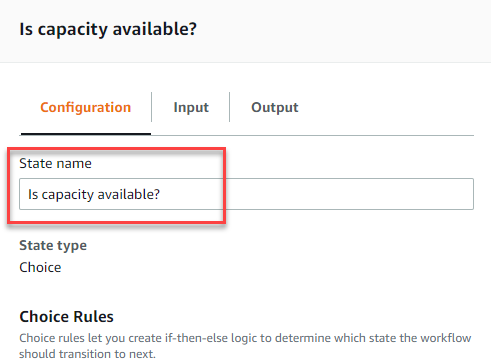 Is capacity available?
Configuration
Input
Output
State name
Is capacity available?
State type
Choice
Choice Rules
Choice rules let you create if-then-else logic to determine which state the workflow
should transition to next.